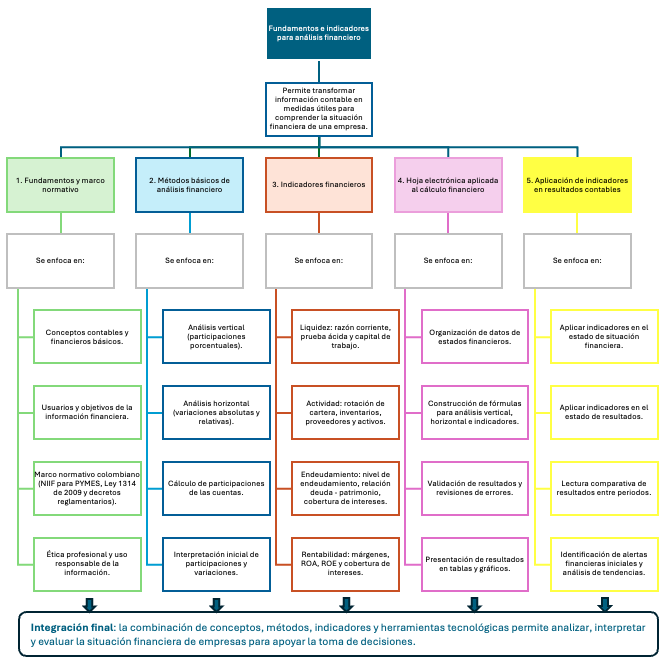 Fundamentos e indicadores
para análisis financiero
Permite transformar
información contable en
medidas útiles para
comprender la situación
financiera de una empresa.
1. Fundamentos y marco
normativo
2. Métodos básicos de
análisis financiero
3. Indicadores financieros
4. Hoja electrónica aplicada
al cálculo financiero
5. Aplicación de indicadores
en resultados contables
Se enfoca en:
Se enfoca en:
Se enfoca en:
Se enfoca en:
Se enfoca en:
Conceptos contables y
financieros básicos.
Análisis vertical
(participaciones
porcentuales).
Liquidez: razón corriente,
prueba ácida y capital de
trabajo.
Organización de datos de
estados financieros.
Aplicar indicadores en el
estado de situación
financiera.
Usuarios y objetivos de la
información financiera.
Análisis horizontal
(variaciones absolutas y
relativas).
Actividad: rotación de
cartera, inventarios,
proveedores y activos.
Construcción de fórmulas
para análisis vertical,
horizontal e indicadores.
Aplicar indicadores en el
estado de resultados.
Marco normativo colombiano
(NIIF para PYMES, Ley 1314
de 2009 y decretos
reglamentarios).
Cálculo de participaciones
de las cuentas.
Endeudamiento: nivel de
endeudamiento, relación
deuda - patrimonio,
cobertura de intereses.
Validación de resultados y
revisiones de errores.
Lectura comparativa de
resultados entre periodos.
Ética profesional y uso
responsable de la
información.
Interpretación inicial de
participaciones y
variaciones.
Rentabilidad: márgenes,
ROA, ROE y cobertura de
intereses.
Presentación de resultados
en tablas y gráficos.
Identificación de alertas
financieras iniciales y
análisis de tendencias.
Integración final: la combinación de conceptos, métodos, indicadores y herramientas tecnológicas permite analizar, interpretar
y evaluar la situación financiera de empresas para apoyar la toma de decisiones.